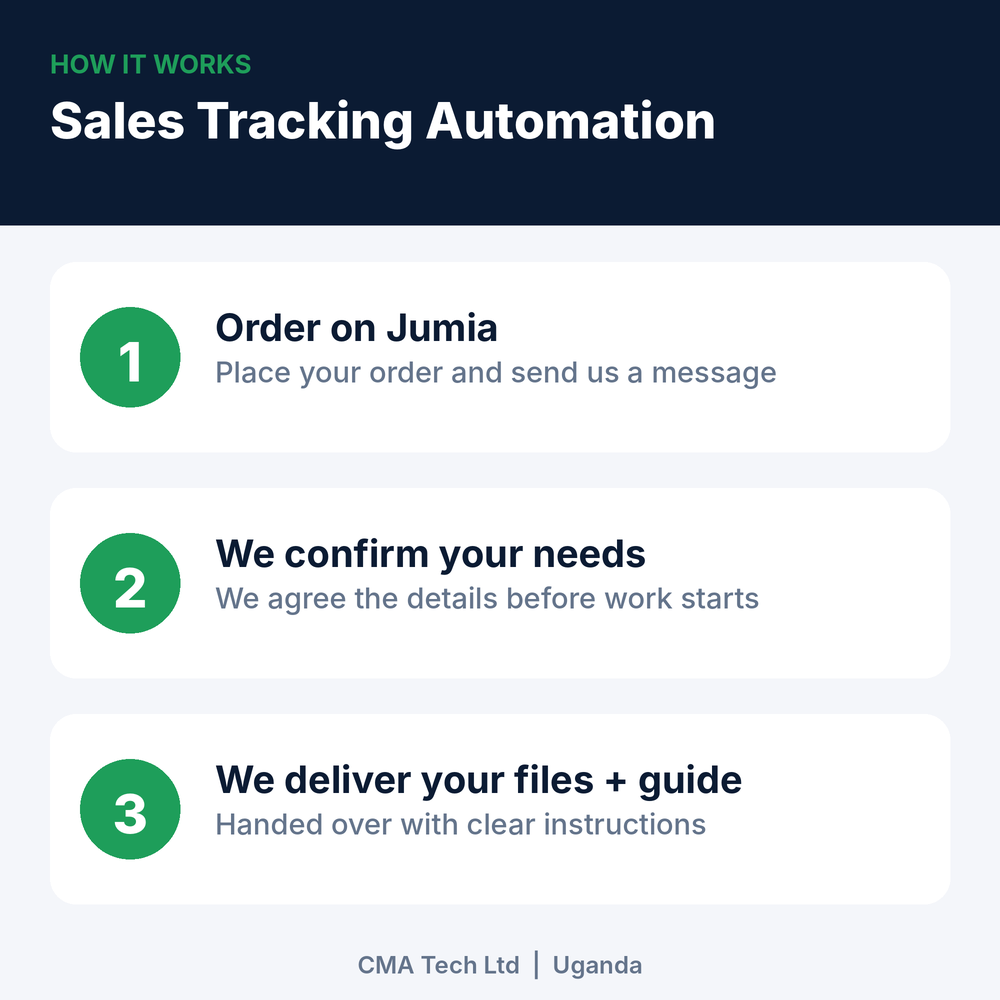 HOW IT WORKS
Sales Tracking Automation
1
Order on Jumia
Place your order and send us a message
2
We confirm your needs
We agree the details before work starts
3
We deliver your files + guide
Handed over with clear instructions
CMA Tech Ltd | Uganda